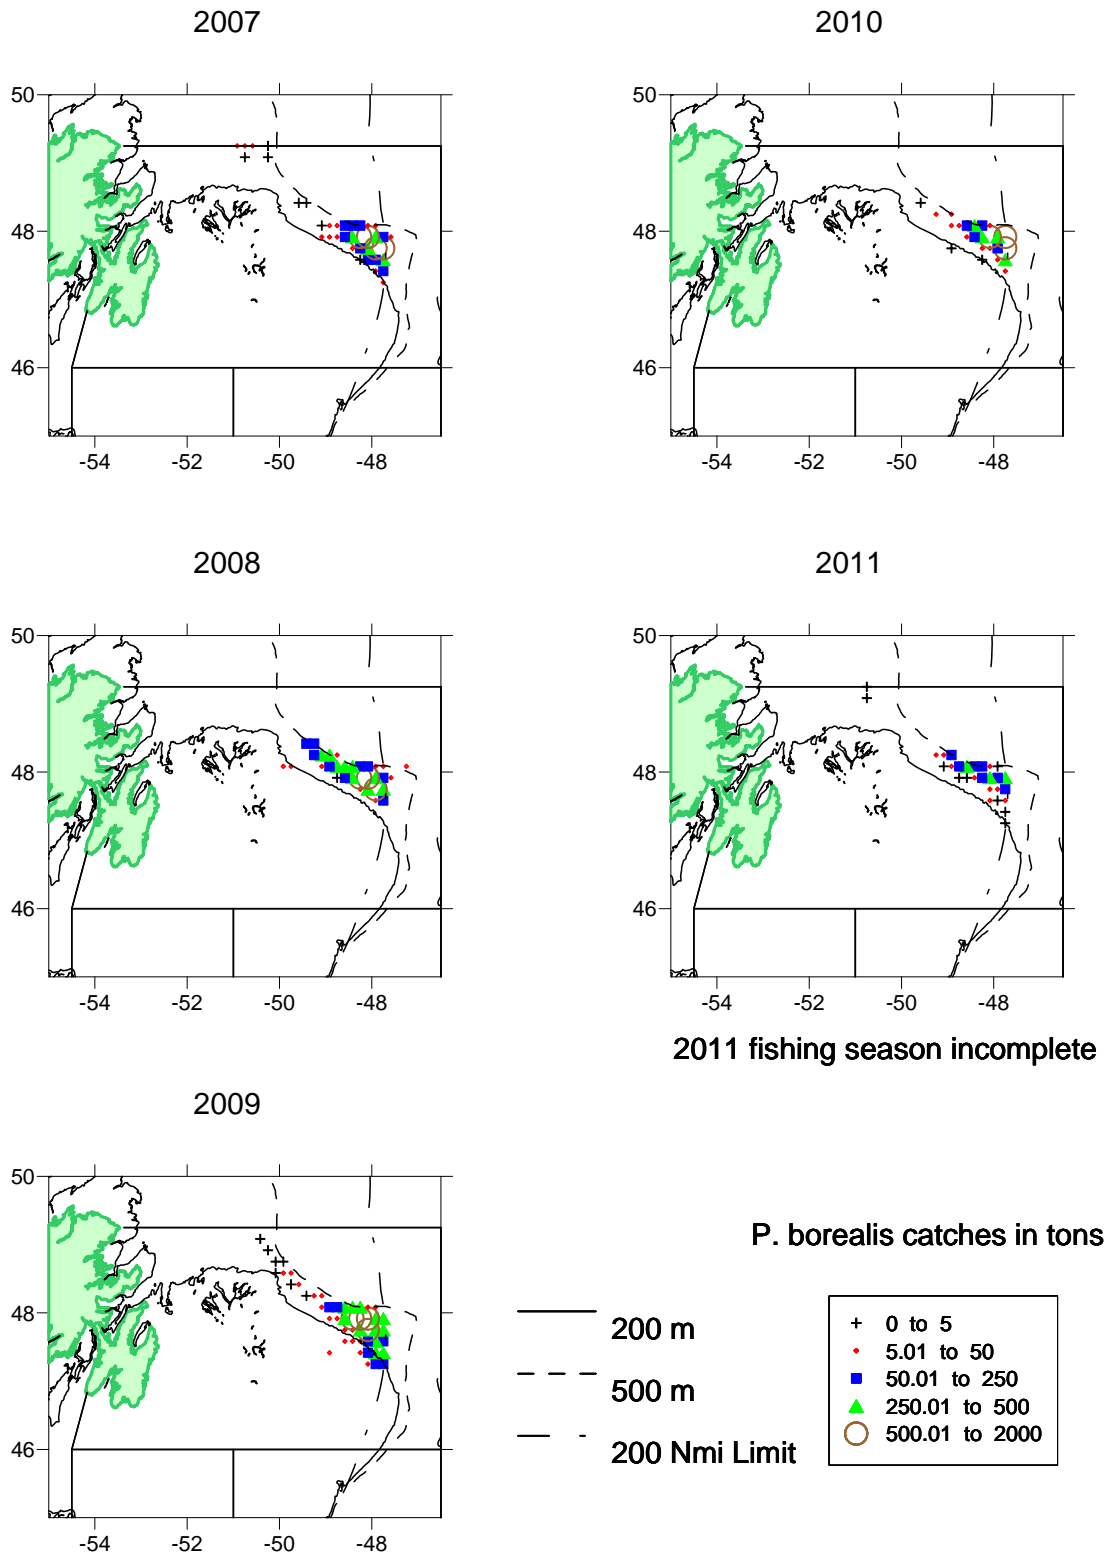 2007
2010
50
48
46
-54 -52 -50 -48
50
48
46
-54 -52 -50 -48
2008
2011
50
48
46
-54 -52 -50 -48
50
48
46
-54 -52 -50 -48
2011 fishing season incomplete
2009
50
48
46
-54 -52 -50 -48
P. borealis catches in tons
200 m
500 m
200 Nmi Limit
0 to 5
5.01 to 50
50.01 to 250
250.01 to 500
500.01 to 2000